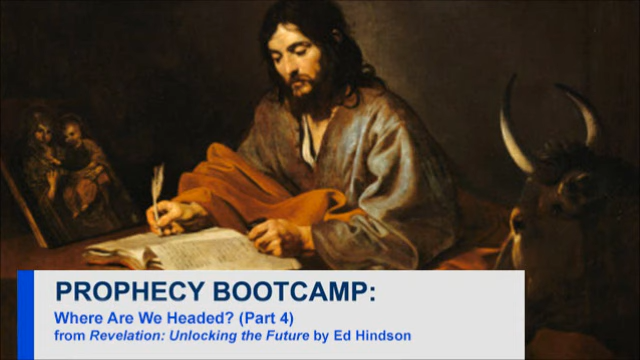 PROPHECY BOOTCAMP:
Where Are We Headed? (Part 4)
from Revelation: Unlocking the Future by Ed Hindson